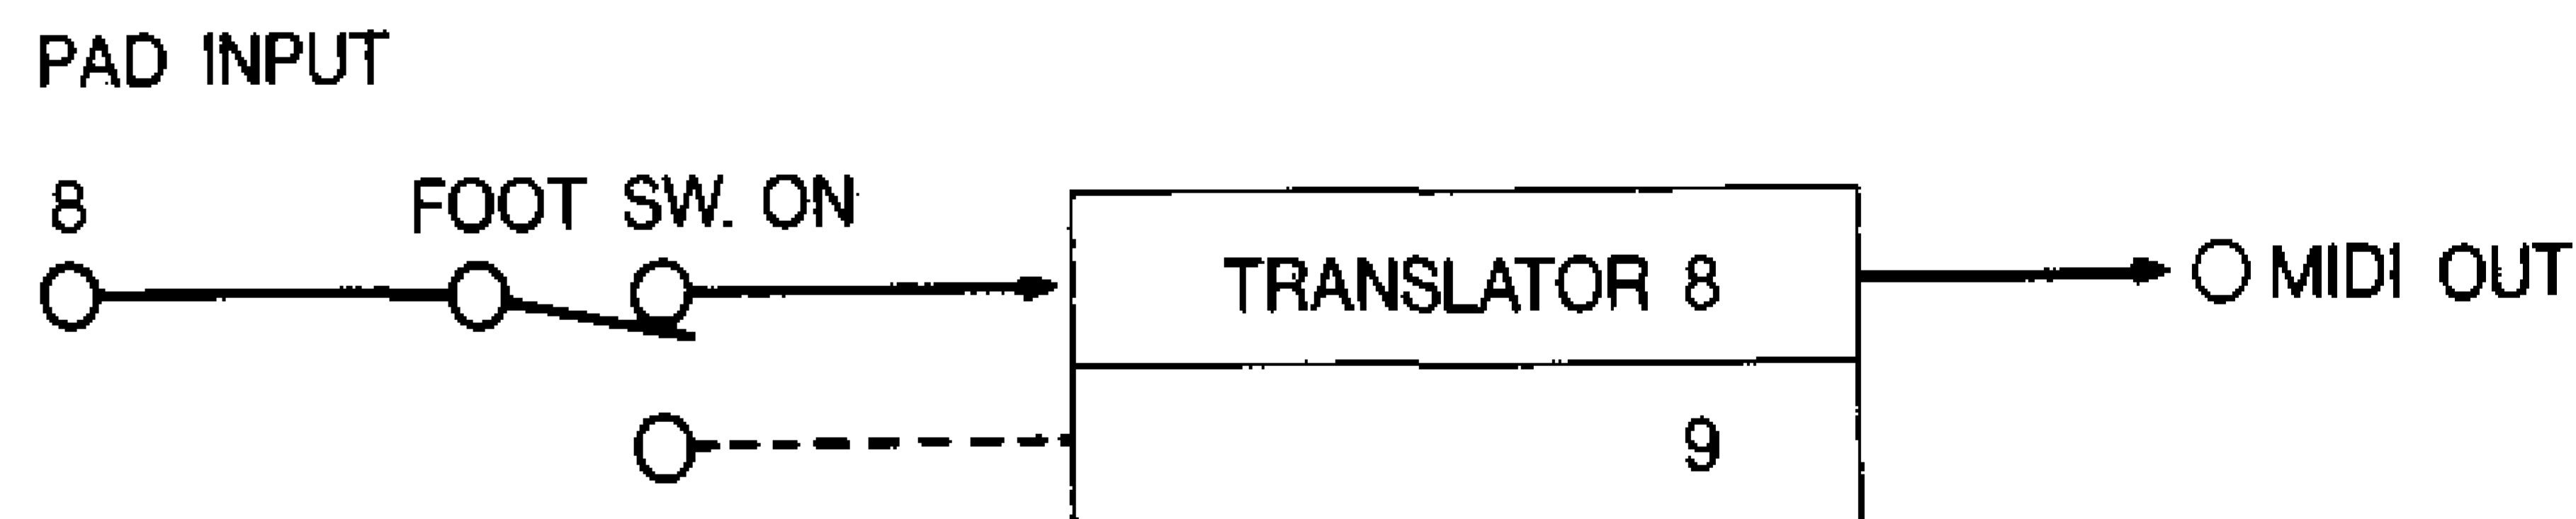 PAD INPUT
8 FOOT SW. ON
TRANSLATOR 8 MIDI OUT
9